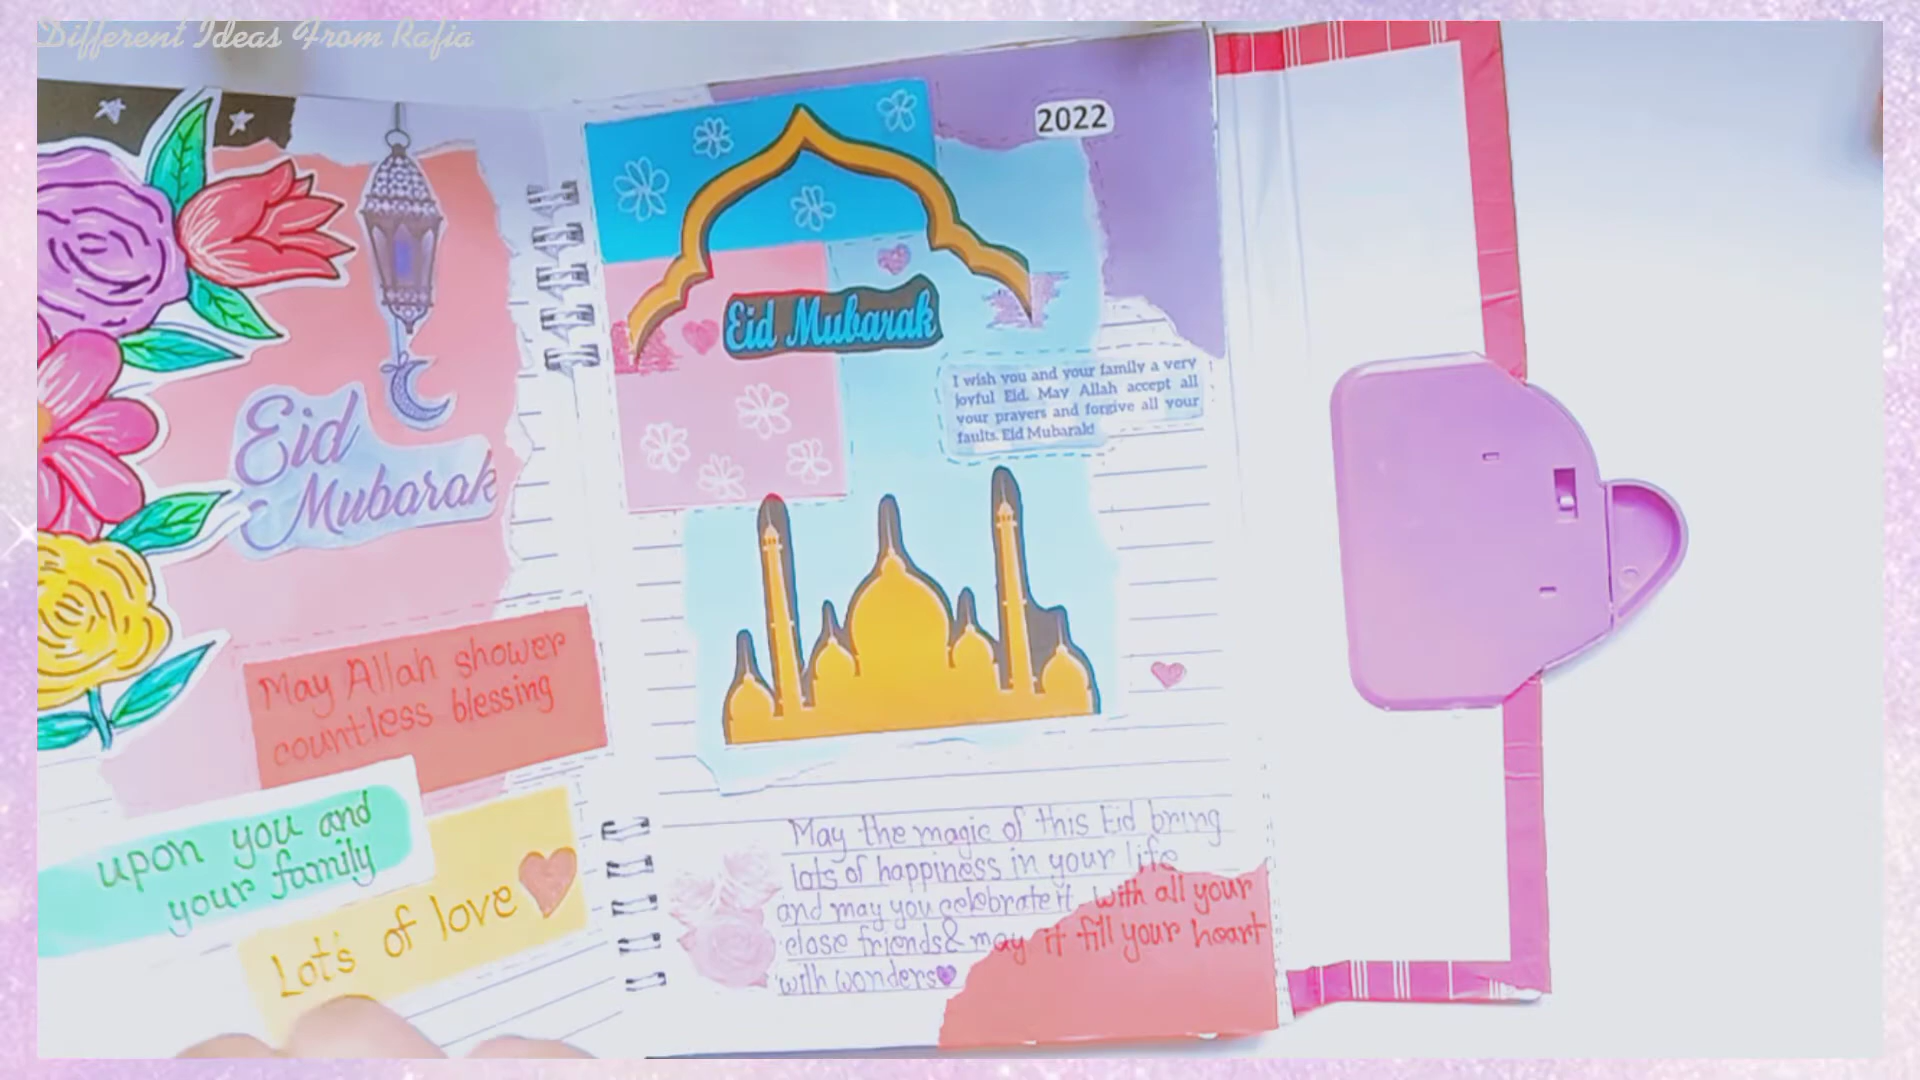 Different Ideas From Rafia
Eid
Mubarak
May Allah shower
countless blessing
upon you and
your family
Lot's of love
2022
Eid Mubarak
I wish you and your family a very
joyful Eid. May Allah accept all
your prayers and forgive all your
faults. Eid Mubarak!
May the magic of this Eid bring
lots of happiness in your life
and may you celebrate it with all your
close friends & may it fill your heart
with wonders